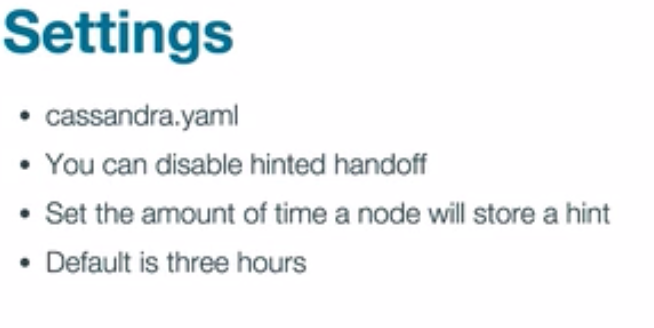 Settings
• cassandra.yaml
• You can disable hinted handoff
• Set the amount of time a node will store a hint
• Default is three hours